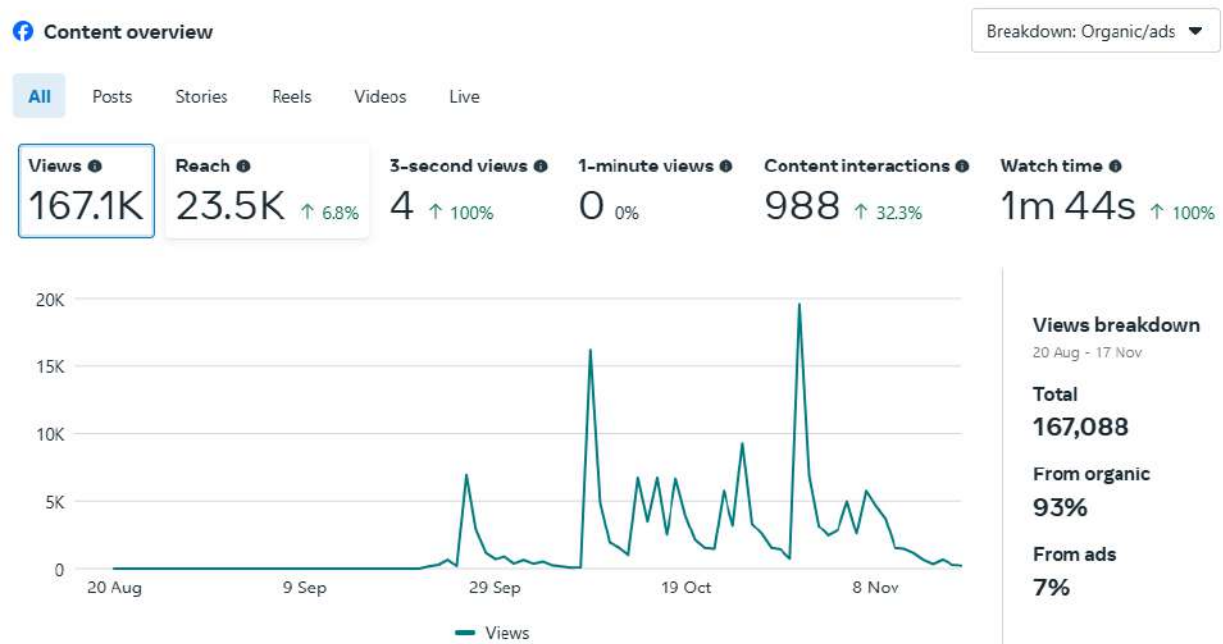 Content overview
Breakdown: Organic/ads
All Posts Stories Reels Videos Live
Views Reach 3-second views 1-minute views Content interactions Watch time
167.1K 23.5K ↑ 6.8% 4 ↑ 100% 0 0% 988 ↑ 32.3% 1m 44s ↑ 100%
20K
15K
10K
5K
0
20 Aug 9 Sep 29 Sep 19 Oct 8 Nov
Views
Views breakdown
20 Aug - 17 Nov
Total
167,088
From organic
93%
From ads
7%